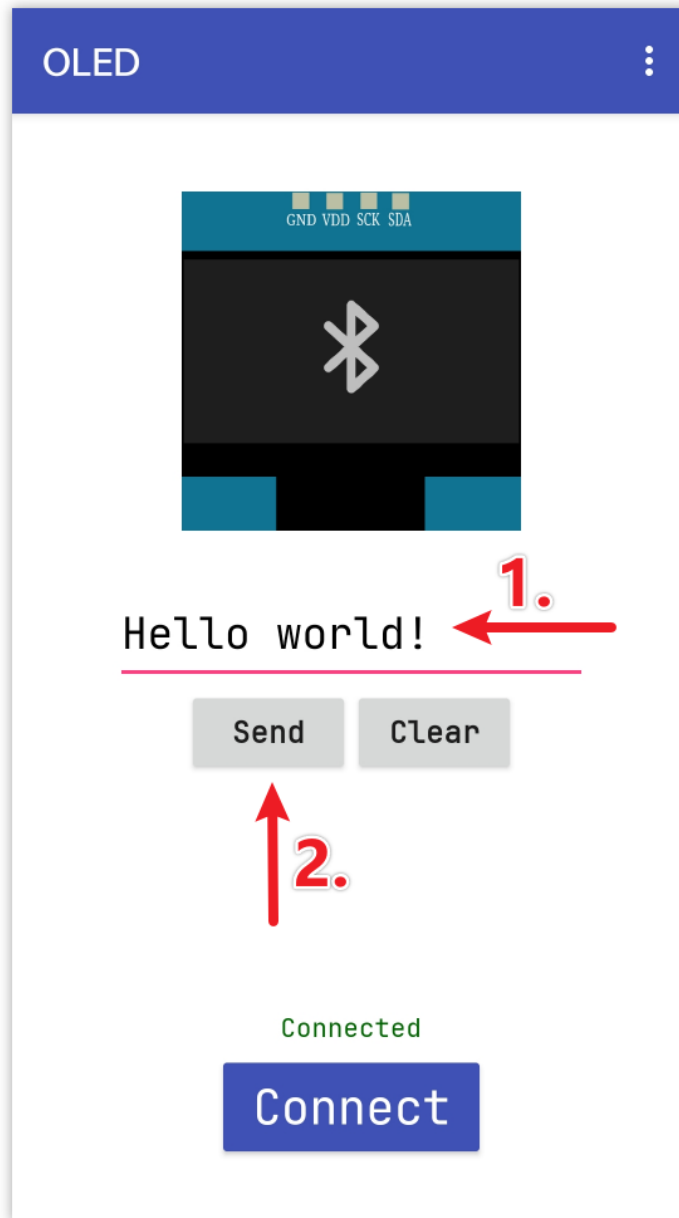 OLED
GND VDD SCK SDA
1.
Hello world!
Send Clear
2.
Connected
Connect